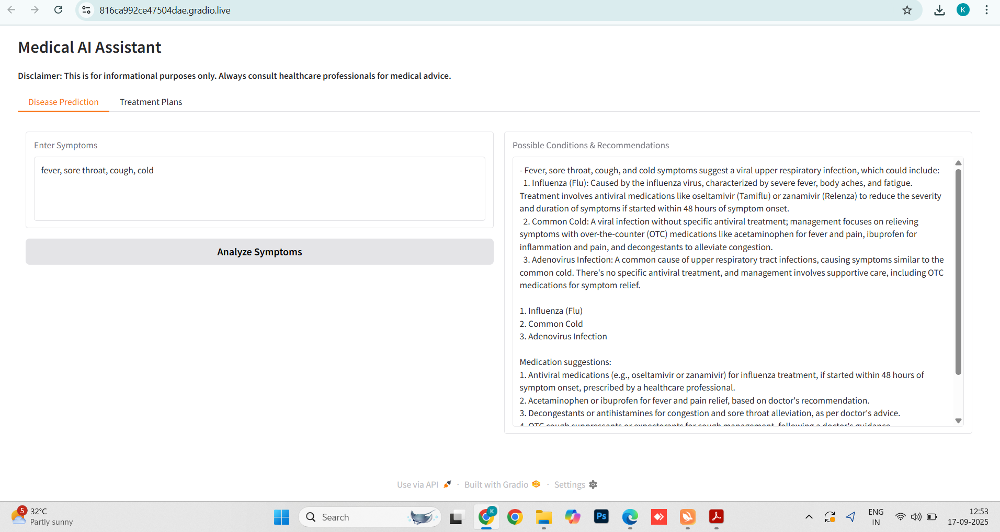 816ca992ce47504dae.gradio.live
K
Medical AI Assistant
Disclaimer: This is for informational purposes only. Always consult healthcare professionals for medical advice.
Disease Prediction
Treatment Plans
Enter Symptoms
fever, sore throat, cough, cold
Analyze Symptoms
Possible Conditions & Recommendations
- Fever, sore throat, cough, and cold symptoms suggest a viral upper respiratory infection, which could include:
1. Influenza (Flu): Caused by the influenza virus, characterized by severe fever, body aches, and fatigue.
Treatment involves antiviral medications like oseltamivir (Tamiflu) or zanamivir (Relenza) to reduce the severity
and duration of symptoms if started within 48 hours of symptom onset.
2. Common Cold: A viral infection without specific antiviral treatment; management focuses on relieving
symptoms with over-the-counter (OTC) medications like acetaminophen for fever and pain, ibuprofen for
inflammation and pain, and decongestants to alleviate congestion.
3. Adenovirus Infection: A common cause of upper respiratory tract infections, causing symptoms similar to the
common cold. There's no specific antiviral treatment, and management involves supportive care, including OTC
medications for symptom relief.
1. Influenza (Flu)
2. Common Cold
3. Adenovirus Infection
Medication suggestions:
1. Antiviral medications (e.g., oseltamivir or zanamivir) for influenza treatment, if started within 48 hours of
symptom onset, prescribed by a healthcare professional.
2. Acetaminophen or ibuprofen for fever and pain relief, based on doctor's recommendation.
3. Decongestants or antihistamines for congestion and sore throat alleviation, as per doctor's advice.
4. OTC cough suppressants or expectorants for cough management, following a doctor's guidance.
Use via API · Built with Gradio · Settings
5
32°C
Partly sunny
Search
K
Ps
ENG
IN
12:53
17-09-2025